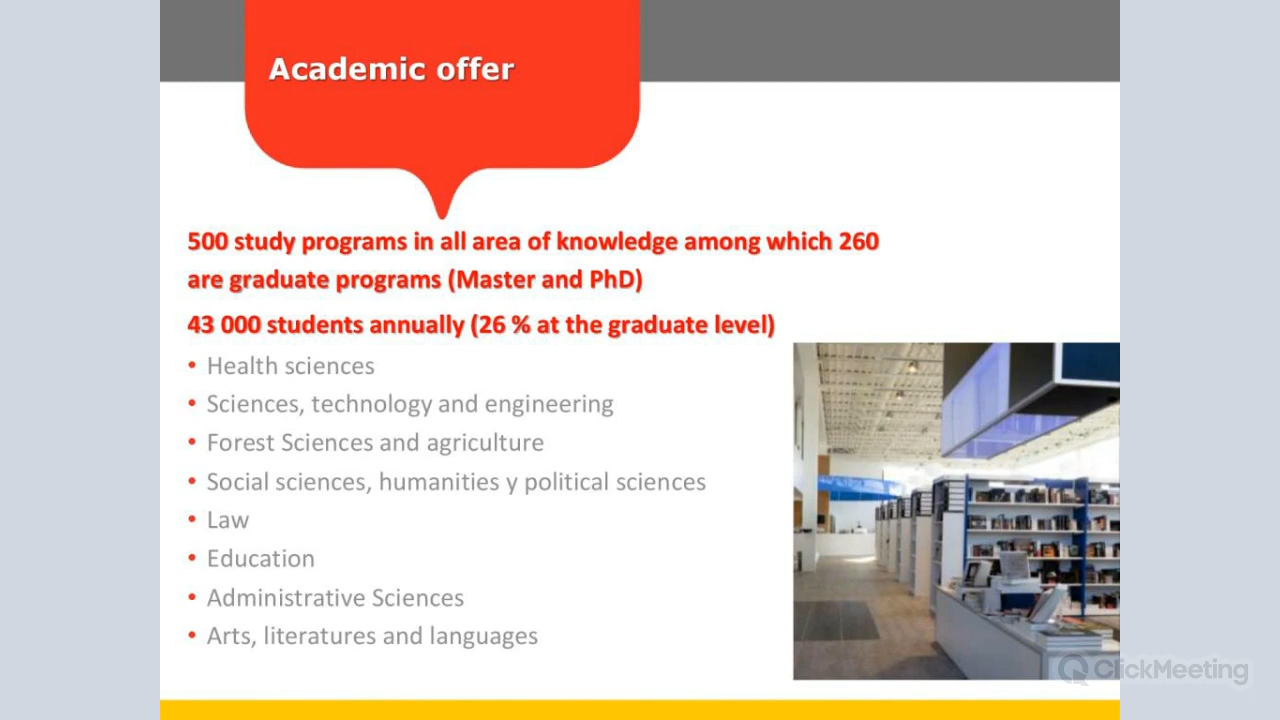 Academic offer
500 study programs in all area of knowledge among which 260
are graduate programs (Master and PhD)
43 000 students annually (26 % at the graduate level)
• Health sciences
• Sciences, technology and engineering
• Forest Sciences and agriculture
• Social sciences, humanities y political sciences
• Law
• Education
• Administrative Sciences
• Arts, literatures and languages
ClickMeeting